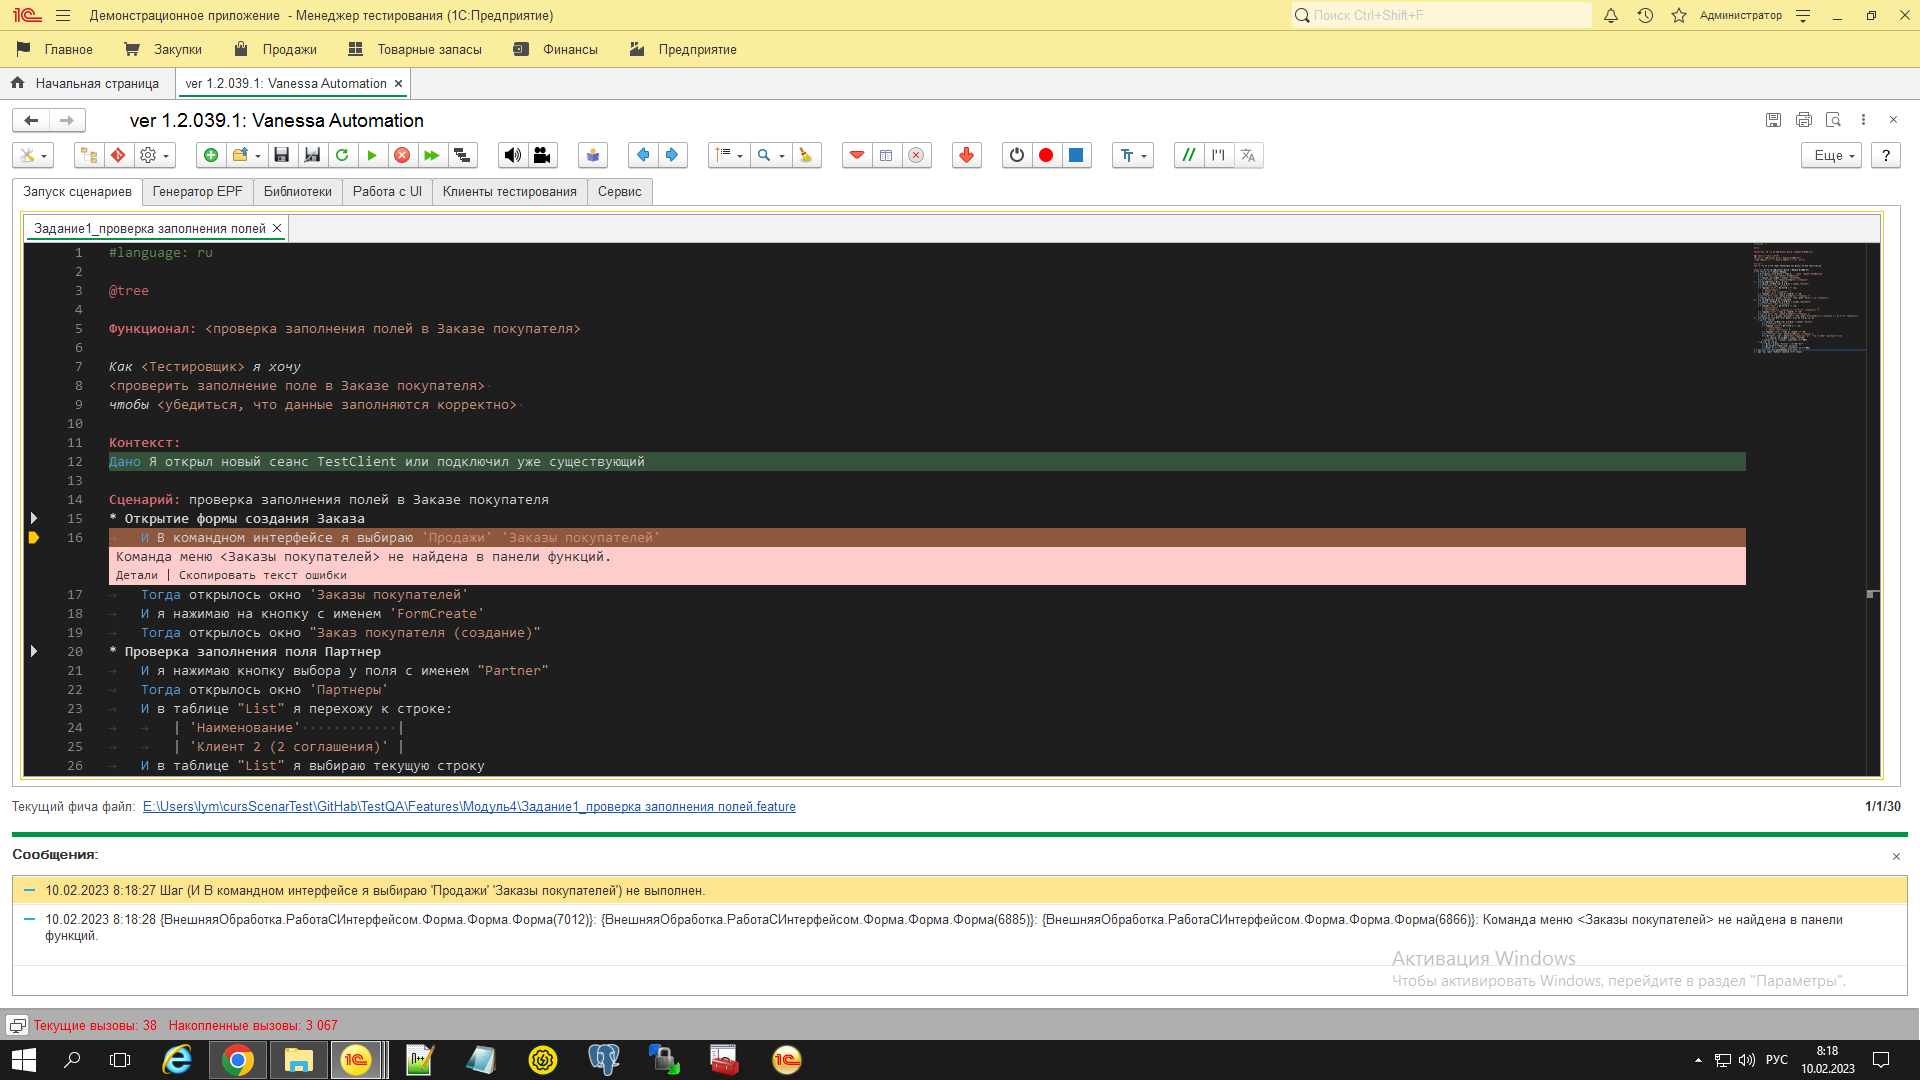 Демонстрационное приложение - Менеджер тестирования (1С:Предприятие)
Поиск Ctrl+Shift+F
Администратор
Главное
Закупки
Продажи
Товарные запасы
Финансы
Предприятие
Начальная страница
ver 1.2.039.1: Vanessa Automation
ver 1.2.039.1: Vanessa Automation
Еще
?
Запуск сценариев
Генератор EPF
Библиотеки
Работа с UI
Клиенты тестирования
Сервис
Задание1_проверка заполнения полей
1 #language: ru
2
3 @tree
4
5 Функционал: <проверка заполнения полей в Заказе покупателя>
6
7 Как <Тестировщик> я хочу
8 <проверить заполнение поле в Заказе покупателя>
9 чтобы <убедиться, что данные заполняются корректно>
10
11 Контекст:
12 Дано Я открыл новый сеанс TestClient или подключил уже существующий
13
14 Сценарий: проверка заполнения полей в Заказе покупателя
15 * Открытие формы создания Заказа
16 И В командном интерфейсе я выбираю 'Продажи' 'Заказы покупателей'
Команда меню <Заказы покупателей> не найдена в панели функций.
Детали | Скопировать текст ошибки
17 Тогда открылось окно 'Заказы покупателей'
18 И я нажимаю на кнопку с именем 'FormCreate'
19 Тогда открылось окно "Заказ покупателя (создание)"
20 * Проверка заполнения поля Партнер
21 И я нажимаю кнопку выбора у поля с именем "Partner"
22 Тогда открылось окно 'Партнеры'
23 И в таблице "List" я перехожу к строке:
24 | 'Наименование' |
25 | 'Клиент 2 (2 соглашения)' |
26 И в таблице "List" я выбираю текущую строку
Текущий фича файл: E:\Users\lym\cursScenarTest\GitHab\TestQA\Features\Модуль4\Задание1_проверка заполнения полей.feature
1/1/30
Сообщения:
10.02.2023 8:18:27 Шаг (И В командном интерфейсе я выбираю 'Продажи' 'Заказы покупателей') не выполнен.
10.02.2023 8:18:28 {ВнешняяОбработка.РаботаСИнтерфейсом.Форма.Форма.Форма(7012)}: {ВнешняяОбработка.РаботаСИнтерфейсом.Форма.Форма.Форма(6885)}: {ВнешняяОбработка.РаботаСИнтерфейсом.Форма.Форма.Форма(6866)}: Команда меню <Заказы покупателей> не найдена в панели
функций.
Активация Windows
Чтобы активировать Windows, перейдите в раздел "Параметры".
Текущие вызовы: 38 Накопленные вызовы: 3 067
РУС
8:18
10.02.2023